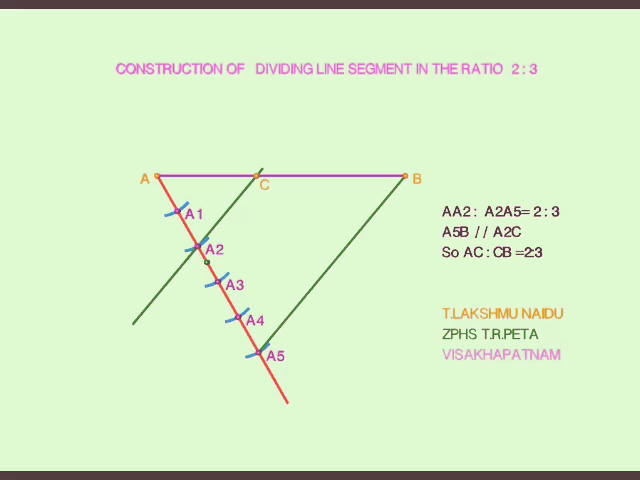 CONSTRUCTION OF DIVIDING LINE SEGMENT IN THE RATIO 2 : 3
A
C
B
A1
A2
A3
A4
A5
AA2 : A2A5= 2 : 3
A5B // A2C
So AC : CB =2:3
T.LAKSHMU NAIDU
ZPHS T.R.PETA
VISAKHAPATNAM